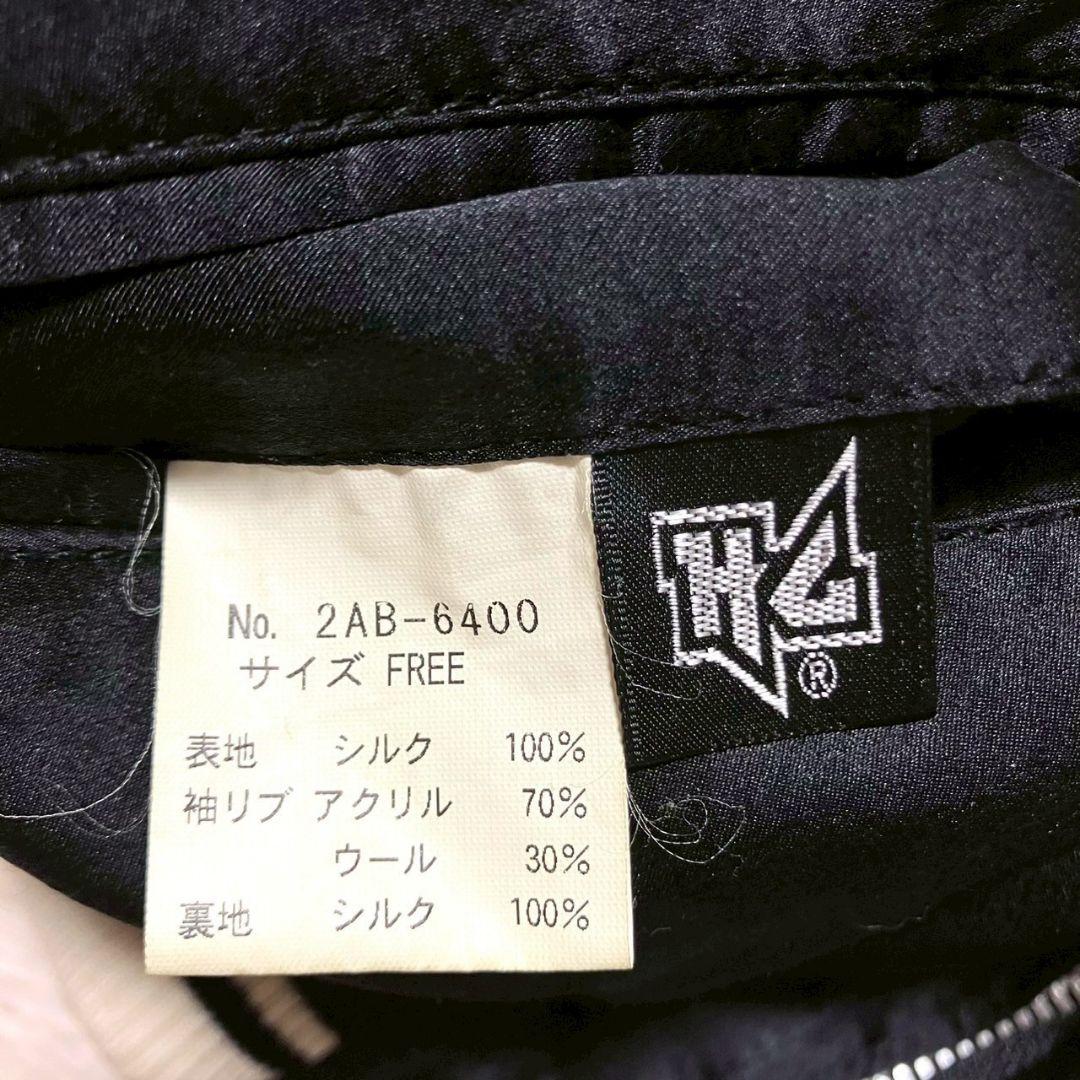 No. 2AB-6400
サイズ FREE
表地 シルク 100%
袖リブ アクリル 70%
ウール 30%
裏地 シルク 100%
®